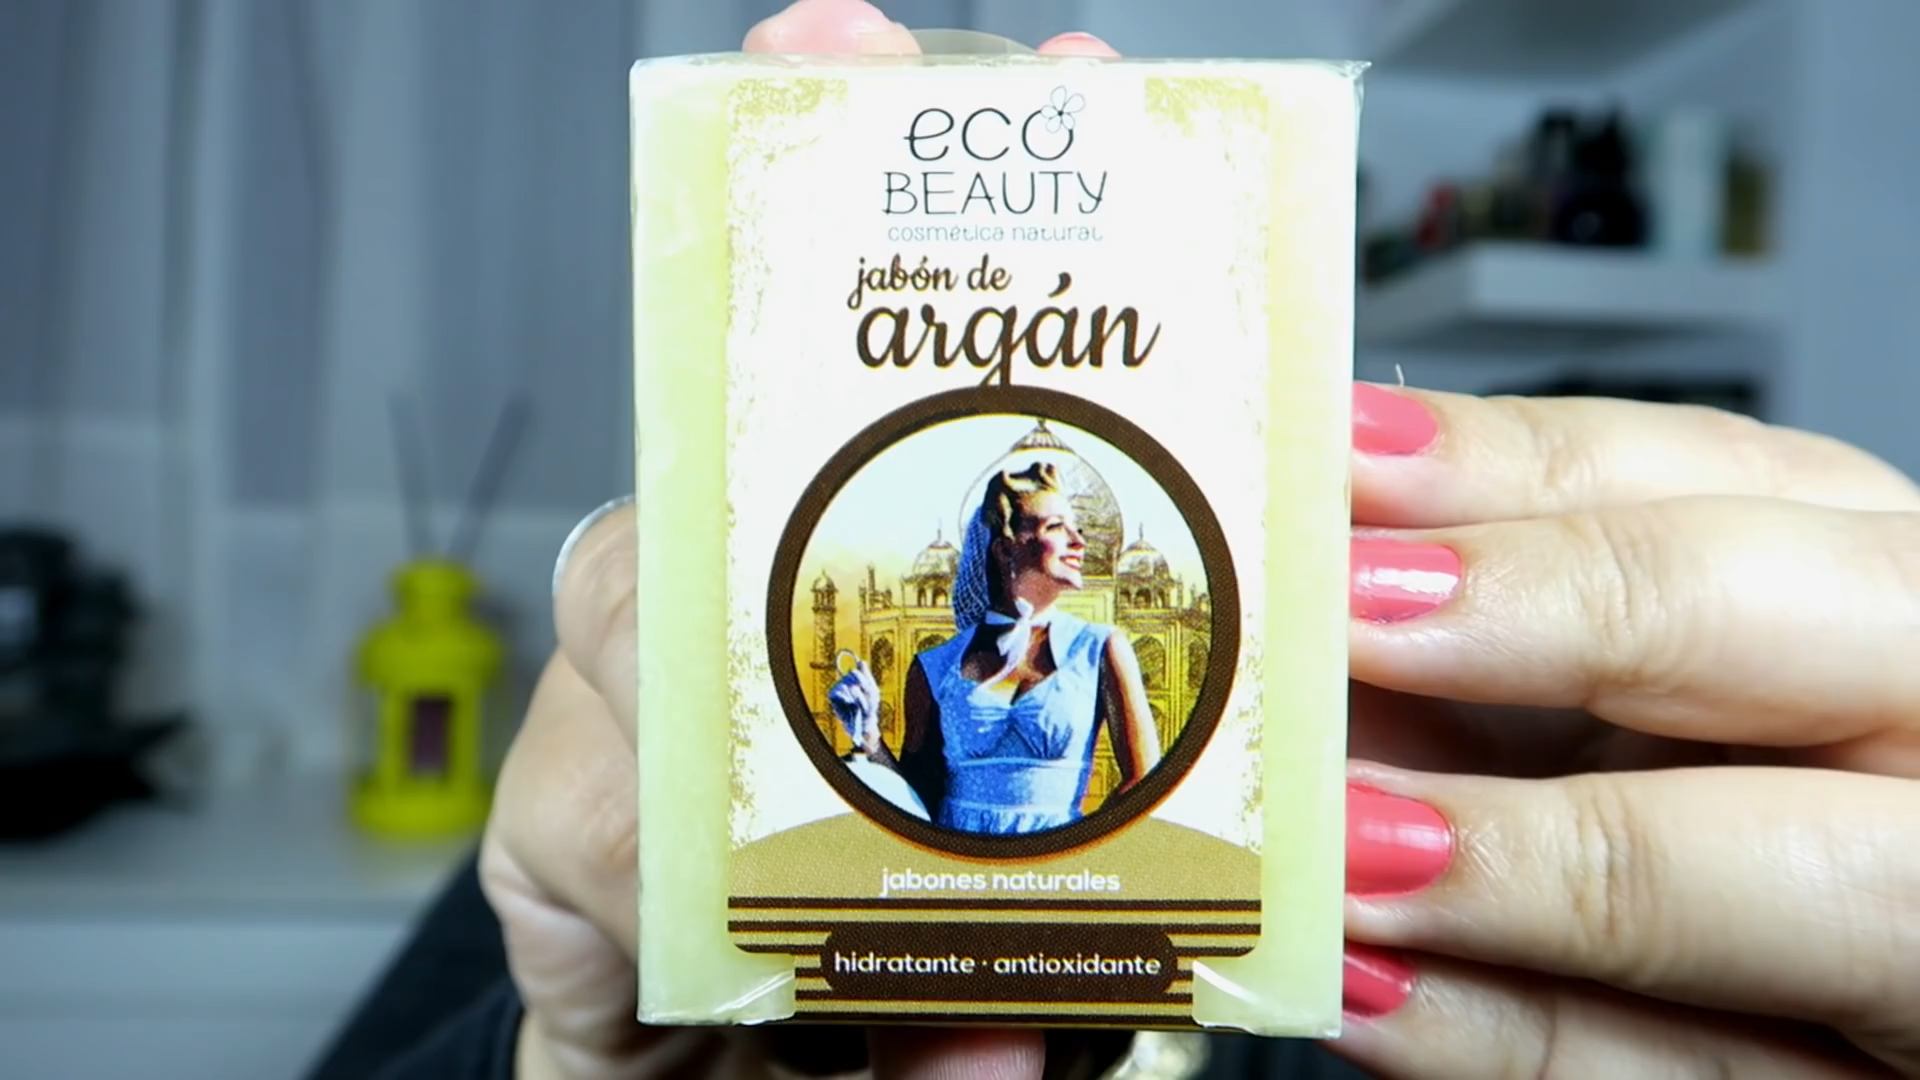 eco
BEAUTY
cosmética natural
jabón de
argán
jabones naturales
hidratante · antioxidante